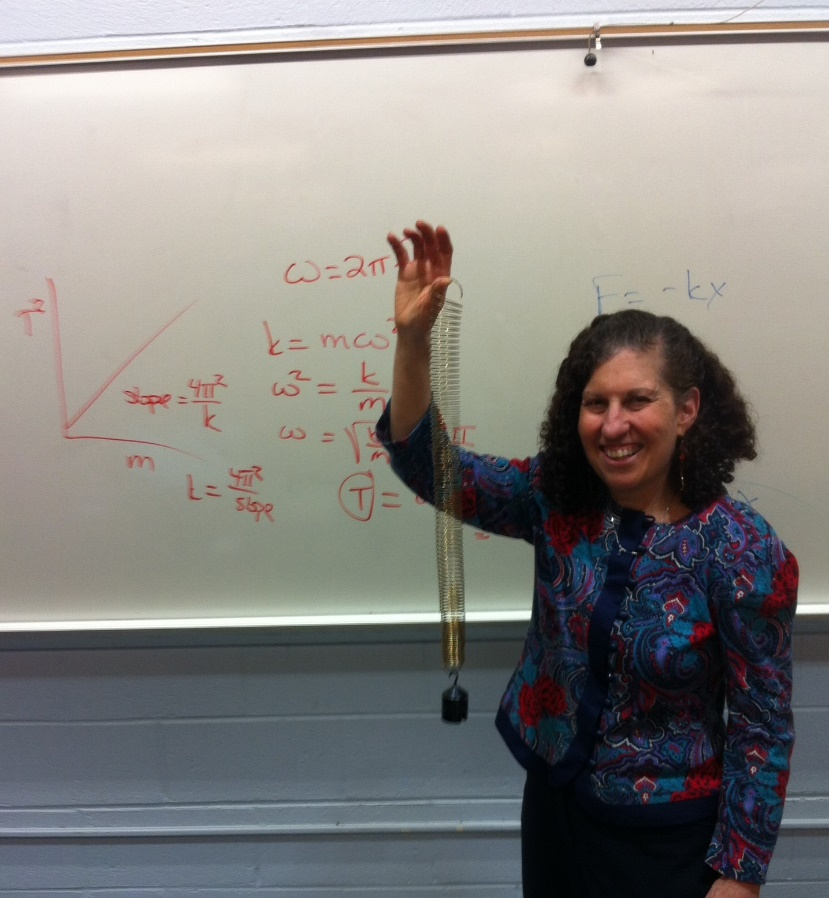 T²
slope = 4π²/k
m
k = 4π²/slope
ω = 2π
k = mω²
ω² = k/m
ω = √k/m
T =
F = -kx